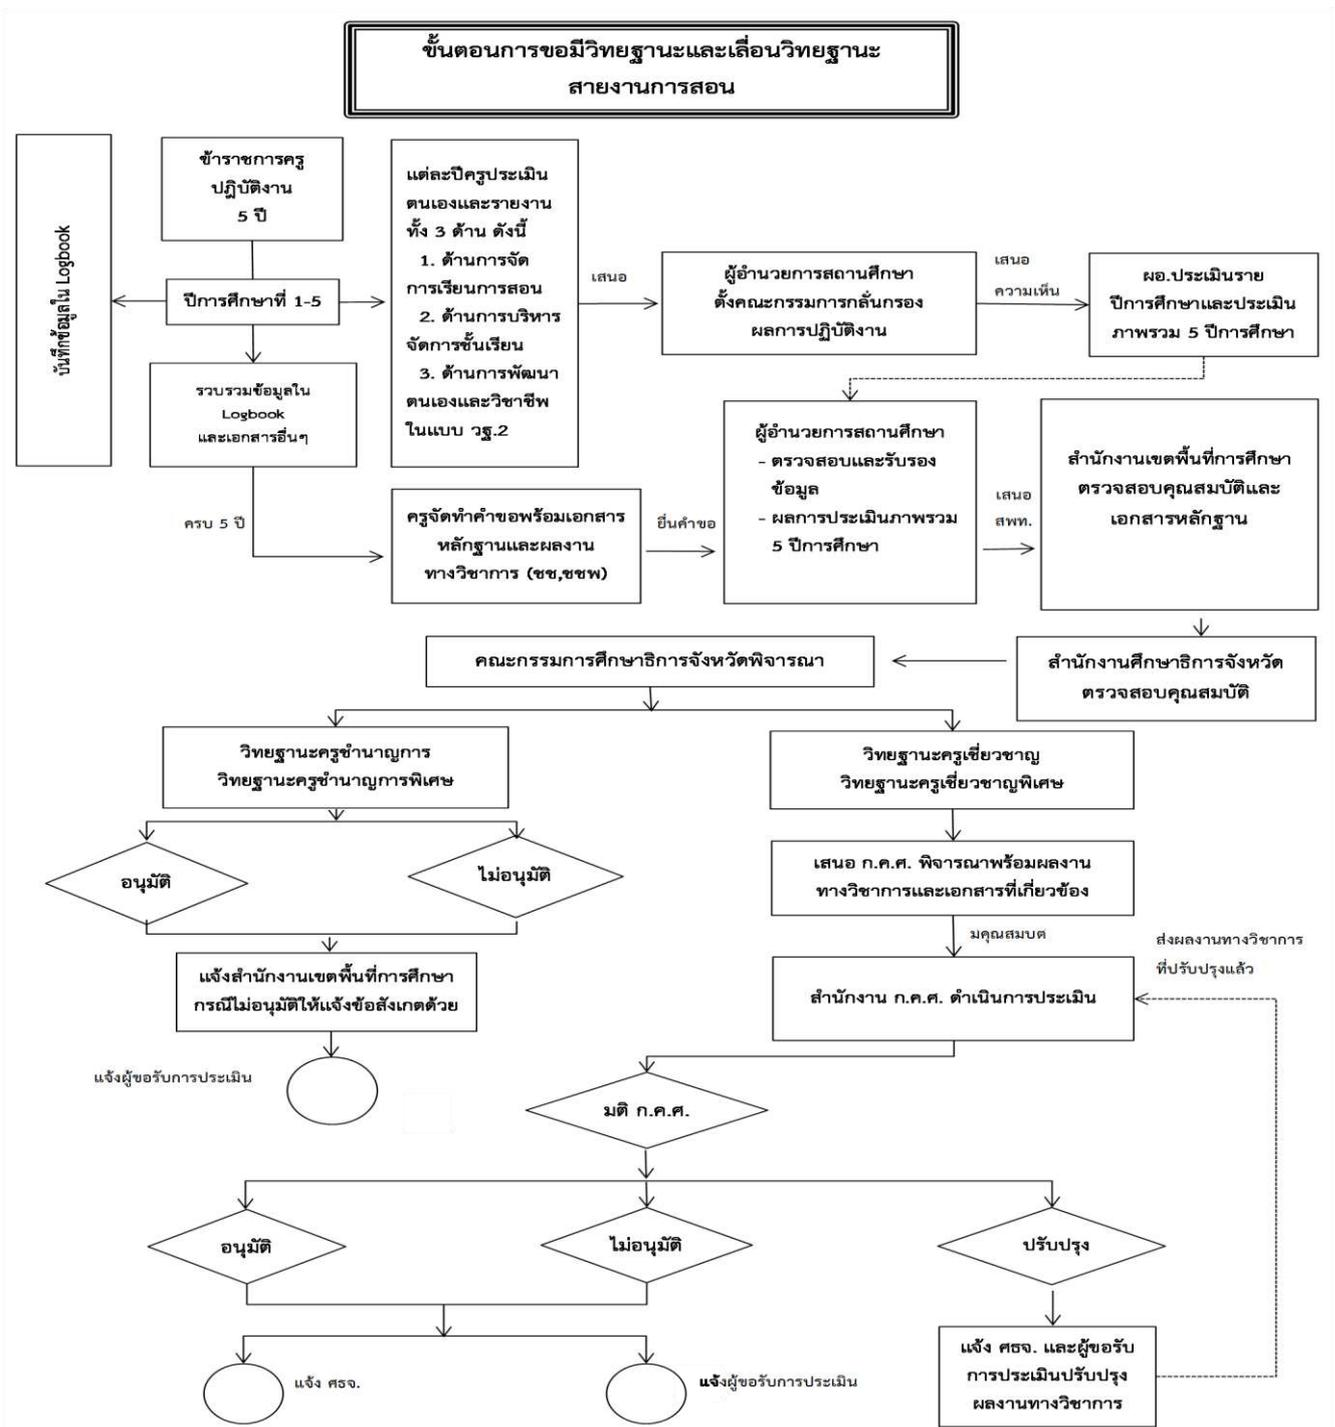 ขั้นตอนการขอมีวิทยฐานะและเลื่อนวิทยฐานะ
สายงานการสอน
บันทึกข้อมูลใน Logbook
ข้าราชการครู
ปฏิบัติงาน
5 ปี
ปีการศึกษาที่ 1-5
รวบรวมข้อมูลใน
Logbook
และเอกสารอื่นๆ
แต่ละปีครูประเมิน
ตนเองและรายงาน
ทั้ง 3 ด้าน ดังนี้
1. ด้านการจัด
การเรียนการสอน
2. ด้านการบริหาร
จัดการชั้นเรียน
3. ด้านการพัฒนา
ตนเองและวิชาชีพ
ในแบบ วฐ.2
เสนอ
ผู้อำนวยการสถานศึกษา
ตั้งคณะกรรมการกลั่นกรอง
ผลการปฏิบัติงาน
เสนอ
ความเห็น
ผอ.ประเมินราย
ปีการศึกษาและประเมิน
ภาพรวม 5 ปีการศึกษา
ครบ 5 ปี
ครูจัดทำคำขอพร้อมเอกสาร
หลักฐานและผลงาน
ทางวิชาการ (ชช,ชชพ)
ยื่นคำขอ
ผู้อำนวยการสถานศึกษา
- ตรวจสอบและรับรอง
ข้อมูล
- ผลการประเมินภาพรวม
5 ปีการศึกษา
เสนอ
สพท.
สำนักงานเขตพื้นที่การศึกษา
ตรวจสอบคุณสมบัติและ
เอกสารหลักฐาน
สำนักงานศึกษาธิการจังหวัด
ตรวจสอบคุณสมบัติ
คณะกรรมการศึกษาธิการจังหวัดพิจารณา
วิทยฐานะครูชำนาญการ
วิทยฐานะครูชำนาญการพิเศษ
วิทยฐานะครูเชี่ยวชาญ
วิทยฐานะครูเชี่ยวชาญพิเศษ
อนุมัติ
ไม่อนุมัติ
เสนอ ก.ค.ศ. พิจารณาพร้อมผลงาน
ทางวิชาการและเอกสารที่เกี่ยวข้อง
มคุณสมบต
แจ้งสำนักงานเขตพื้นที่การศึกษา
กรณีไม่อนุมัติให้แจ้งข้อสังเกตด้วย
สำนักงาน ก.ค.ศ. ดำเนินการประเมิน
ส่งผลงานทางวิชาการ
ที่ปรับปรุงแล้ว
แจ้งผู้ขอรับการประเมิน
มติ ก.ค.ศ.
อนุมัติ
ไม่อนุมัติ
ปรับปรุง
แจ้ง ศธจ.
แจ้งผู้ขอรับการประเมิน
แจ้ง ศธจ. และผู้ขอรับ
การประเมินปรับปรุง
ผลงานทางวิชาการ